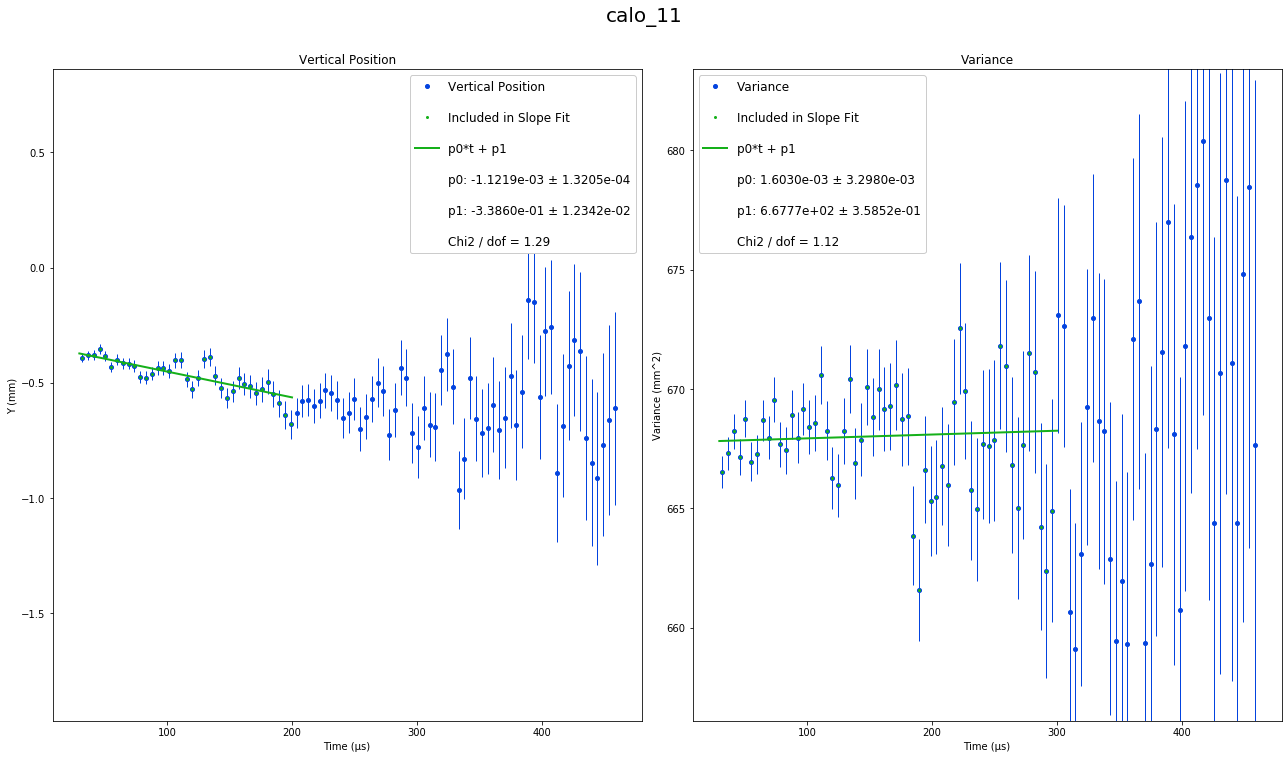 calo_11
Vertical Position
Vertical Position
Included in Slope Fit
p0*t + p1
p0: -1.1219e-03 ± 1.3205e-04
p1: -3.3860e-01 ± 1.2342e-02
Chi2 / dof = 1.29
Y (mm)
0.5
0.0
−0.5
−1.0
−1.5
100
200
300
400
Time (μs)
Variance
Variance
Included in Slope Fit
p0*t + p1
p0: 1.6030e-03 ± 3.2980e-03
p1: 6.6777e+02 ± 3.5852e-01
Chi2 / dof = 1.12
Variance (mm^2)
680
675
670
665
660
100
200
300
400
Time (μs)